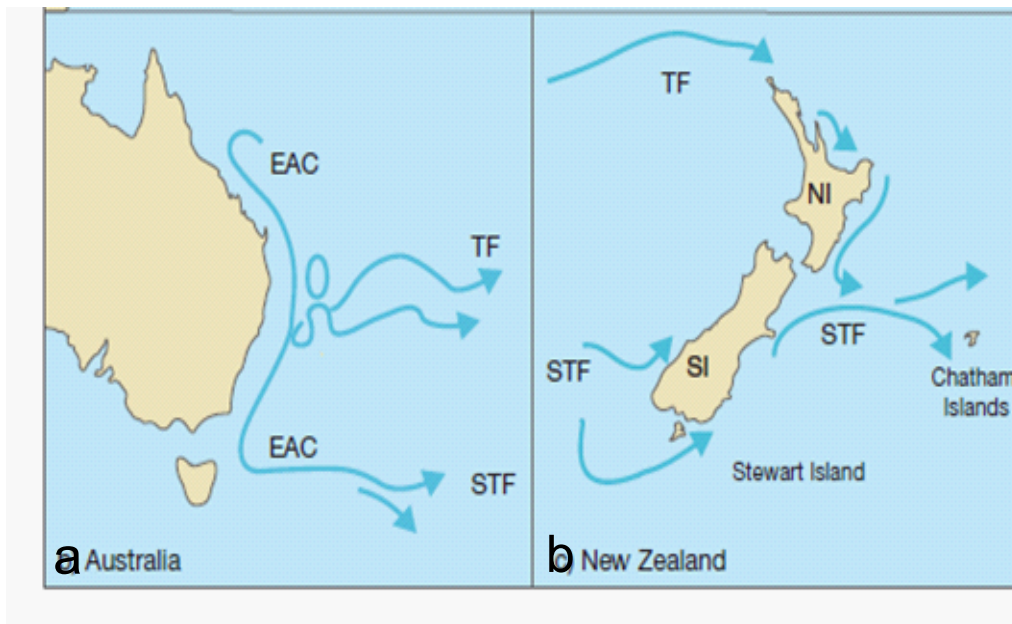 EAC
TF
EAC
STF
a Australia
TF
NI
STF
STF
SI
Chatham
Islands
Stewart Island
b c) New Zealand